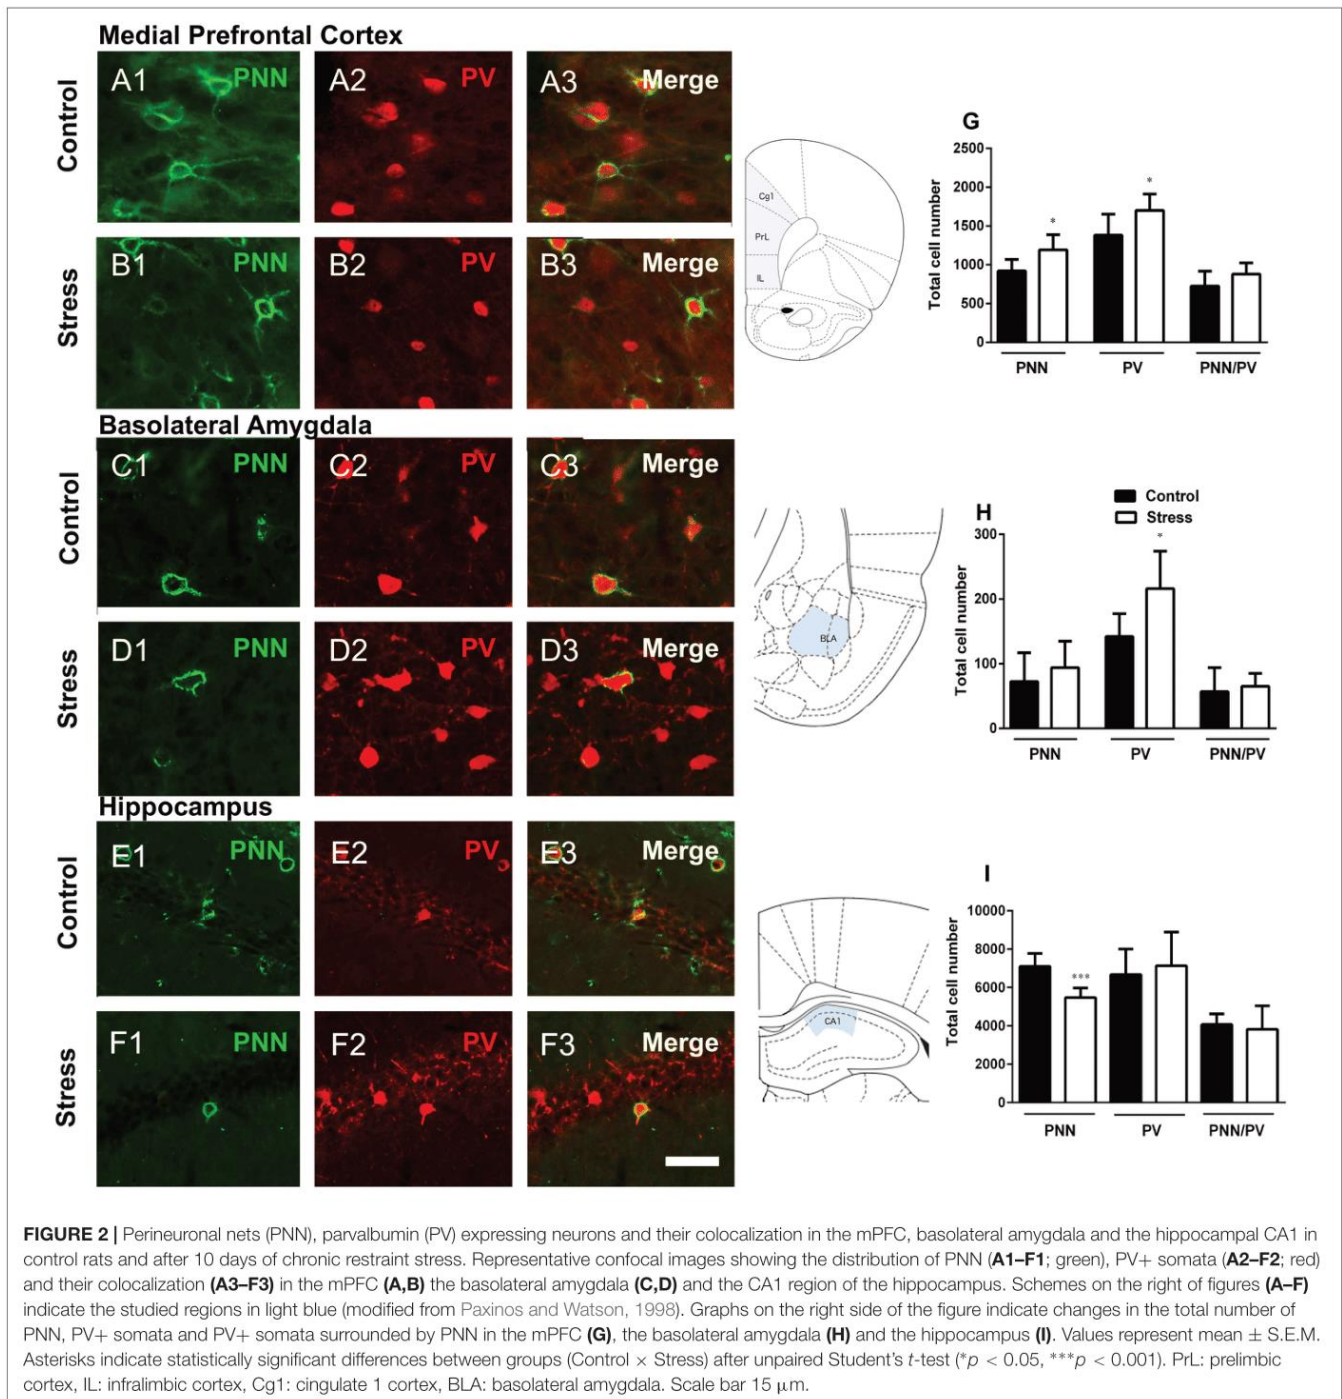 Medial Prefrontal Cortex
Control
A1 PNN
A2 PV
A3 Merge
Stress
B1 PNN
B2 PV
B3 Merge
Cg1
PrL
IL
G
Total cell number
2500
2000
1500
1000
500
0
*
*
PNN
PV
PNN/PV
Basolateral Amygdala
Control
C1 PNN
C2 PV
C3 Merge
Stress
D1 PNN
D2 PV
D3 Merge
BLA
H
Control
Stress
Total cell number
300
200
100
0
*
PNN
PV
PNN/PV
Hippocampus
Control
E1 PNN
E2 PV
E3 Merge
Stress
F1 PNN
F2 PV
F3 Merge
CA1
I
Total cell number
10000
8000
6000
4000
2000
0
***
PNN
PV
PNN/PV
FIGURE 2 | Perineuronal nets (PNN), parvalbumin (PV) expressing neurons and their colocalization in the mPFC, basolateral amygdala and the hippocampal CA1 in
control rats and after 10 days of chronic restraint stress. Representative confocal images showing the distribution of PNN (A1–F1; green), PV+ somata (A2–F2; red)
and their colocalization (A3–F3) in the mPFC (A,B) the basolateral amygdala (C,D) and the CA1 region of the hippocampus. Schemes on the right of figures (A–F)
indicate the studied regions in light blue (modified from Paxinos and Watson, 1998). Graphs on the right side of the figure indicate changes in the total number of
PNN, PV+ somata and PV+ somata surrounded by PNN in the mPFC (G), the basolateral amygdala (H) and the hippocampus (I). Values represent mean ± S.E.M.
Asterisks indicate statistically significant differences between groups (Control × Stress) after unpaired Student's t-test (*p < 0.05, ***p < 0.001). PrL: prelimbic
cortex, IL: infralimbic cortex, Cg1: cingulate 1 cortex, BLA: basolateral amygdala. Scale bar 15 μm.